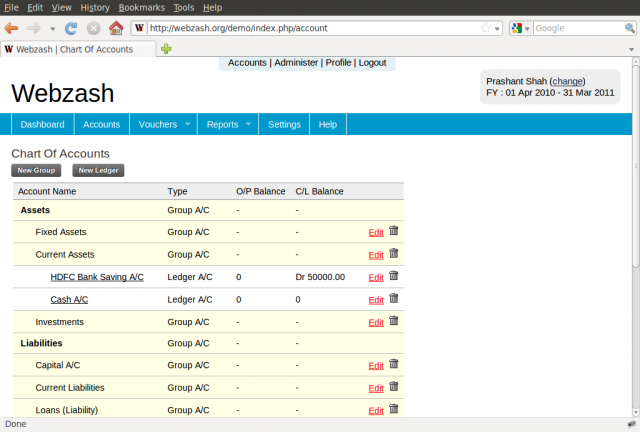 File Edit View History Bookmarks Tools Help
http://webzash.org/demo/index.php/account
Google
Webzash | Chart Of Accounts
Accounts | Administer | Profile | Logout
Webzash
Prashant Shah (change)
FY : 01 Apr 2010 - 31 Mar 2011
Dashboard Accounts Vouchers Reports Settings Help
Chart Of Accounts
New Group New Ledger
Account Name Type O/P Balance C/L Balance
Assets Group A/C - -
Fixed Assets Group A/C - - Edit
Current Assets Group A/C - - Edit
HDFC Bank Saving A/C Ledger A/C 0 Dr 50000.00 Edit
Cash A/C Ledger A/C 0 0 Edit
Investments Group A/C - - Edit
Liabilities Group A/C - -
Capital A/C Group A/C - - Edit
Current Liabilities Group A/C - - Edit
Loans (Liability) Group A/C - - Edit
Done